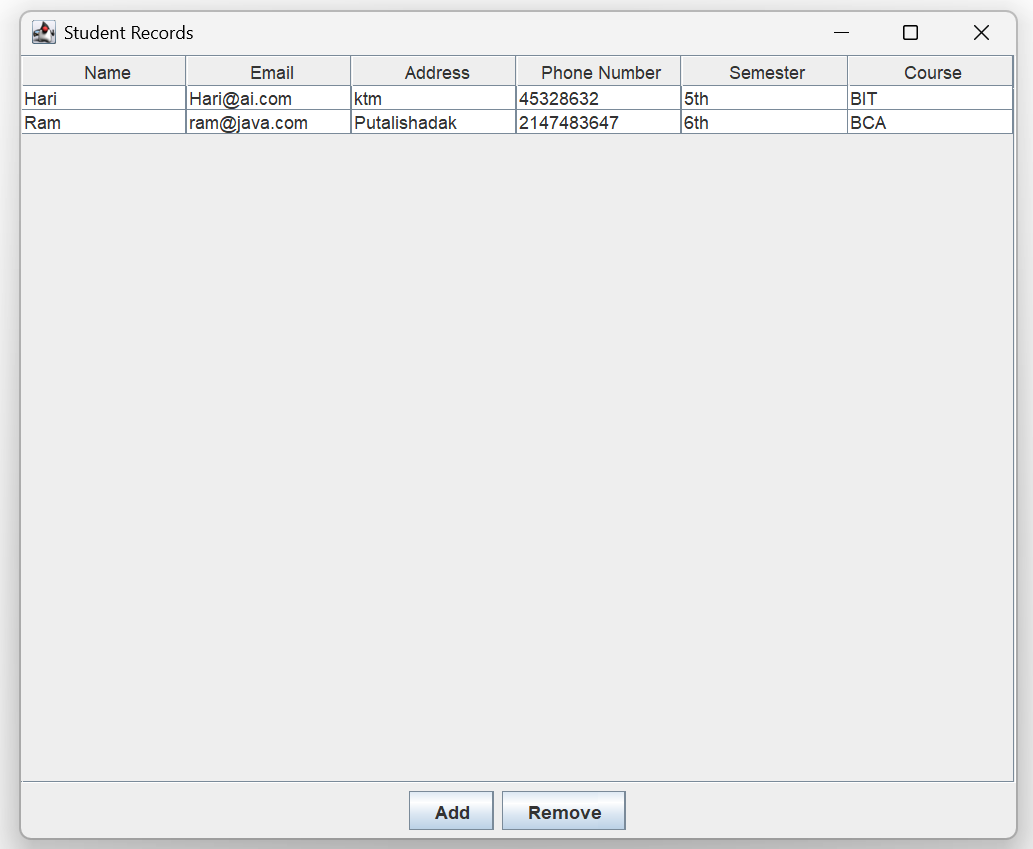 Student Records
Name Email Address Phone Number Semester Course
Hari Hari@ai.com ktm 45328632 5th BIT
Ram ram@java.com Putalishadak 2147483647 6th BCA
Add Remove